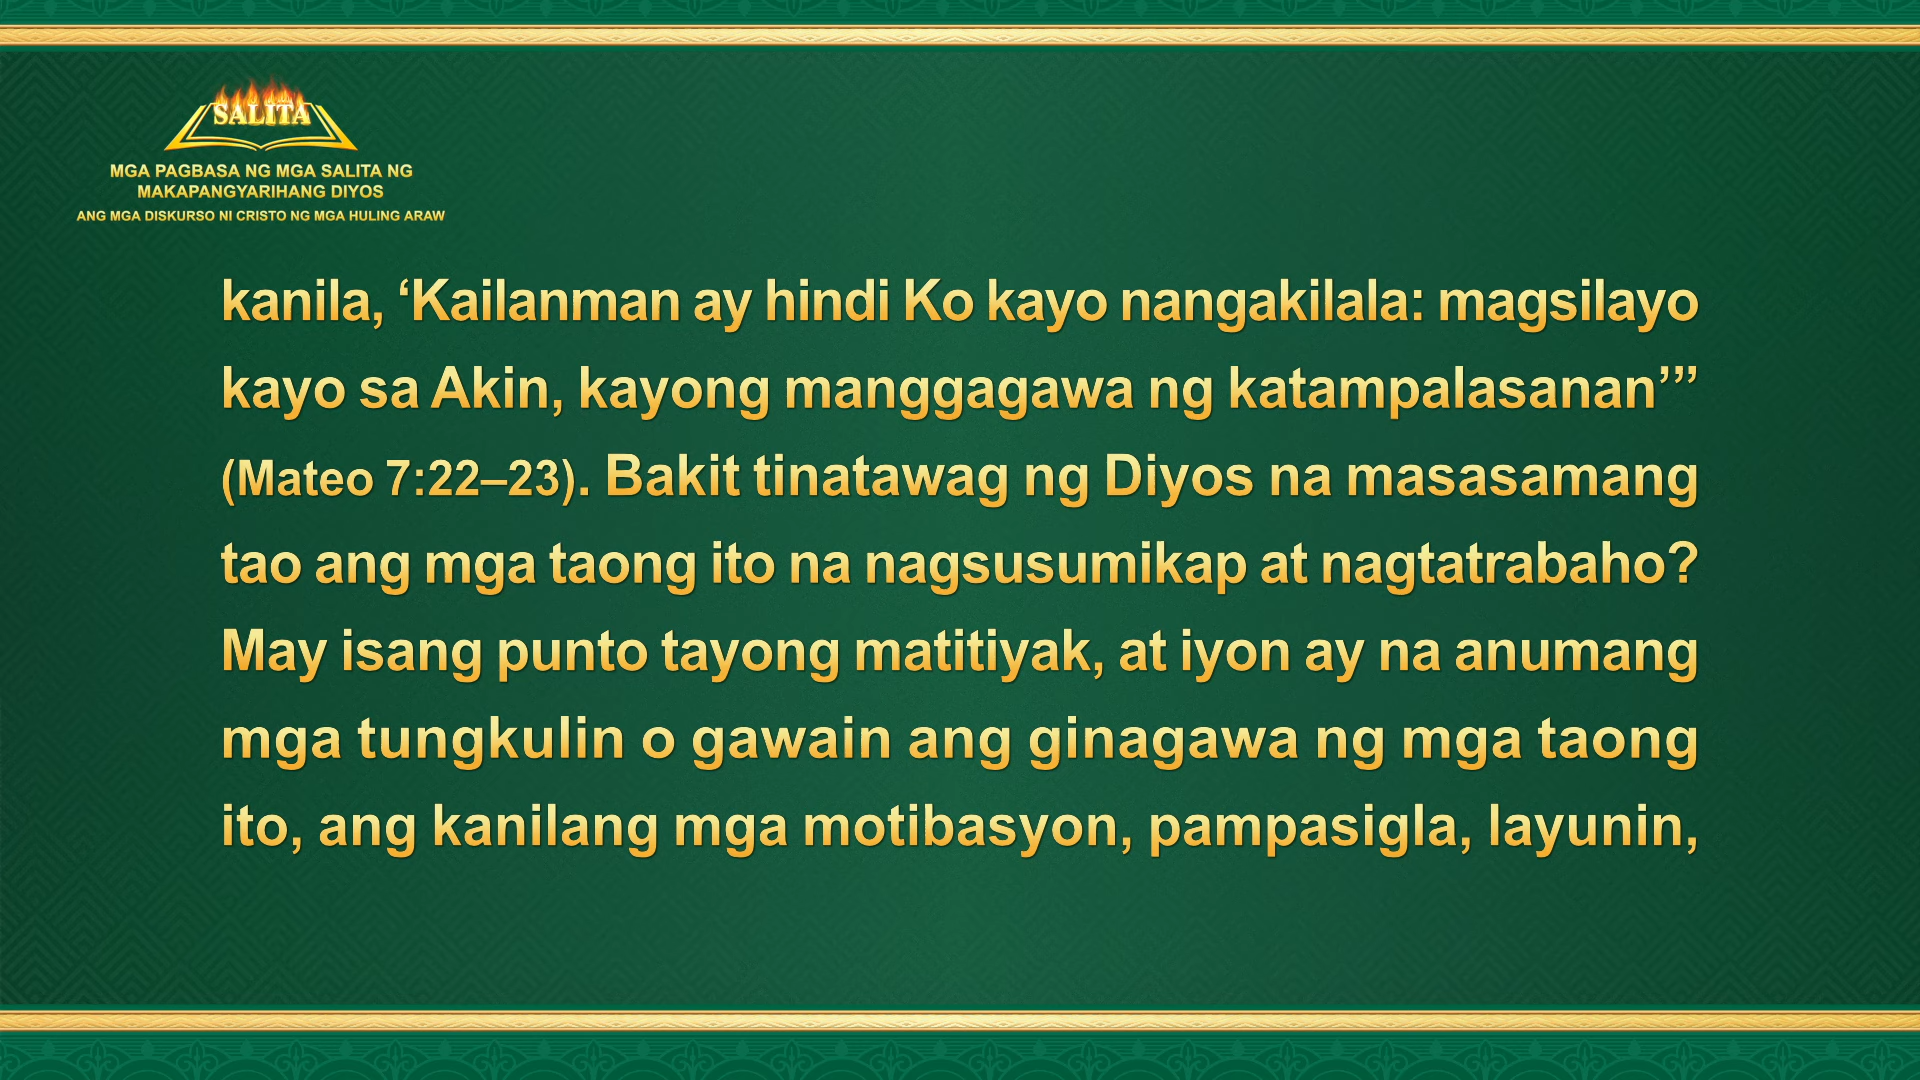 SALITA
MGA PAGBASA NG MGA SALITA NG
MAKAPANGYARIHANG DIYOS
ANG MGA DISKURSO NI CRISTO NG MGA HULING ARAW
kanila, ‘Kailanman ay hindi Ko kayo nangakilala: magsilayo
kayo sa Akin, kayong manggagawa ng katampalasanan’”
(Mateo 7:22–23). Bakit tinatawag ng Diyos na masasamang
tao ang mga taong ito na nagsusumikap at nagtatrabaho?
May isang punto tayong matitiyak, at iyon ay na anumang
mga tungkulin o gawain ang ginagawa ng mga taong
ito, ang kanilang mga motibasyon, pampasigla, layunin,